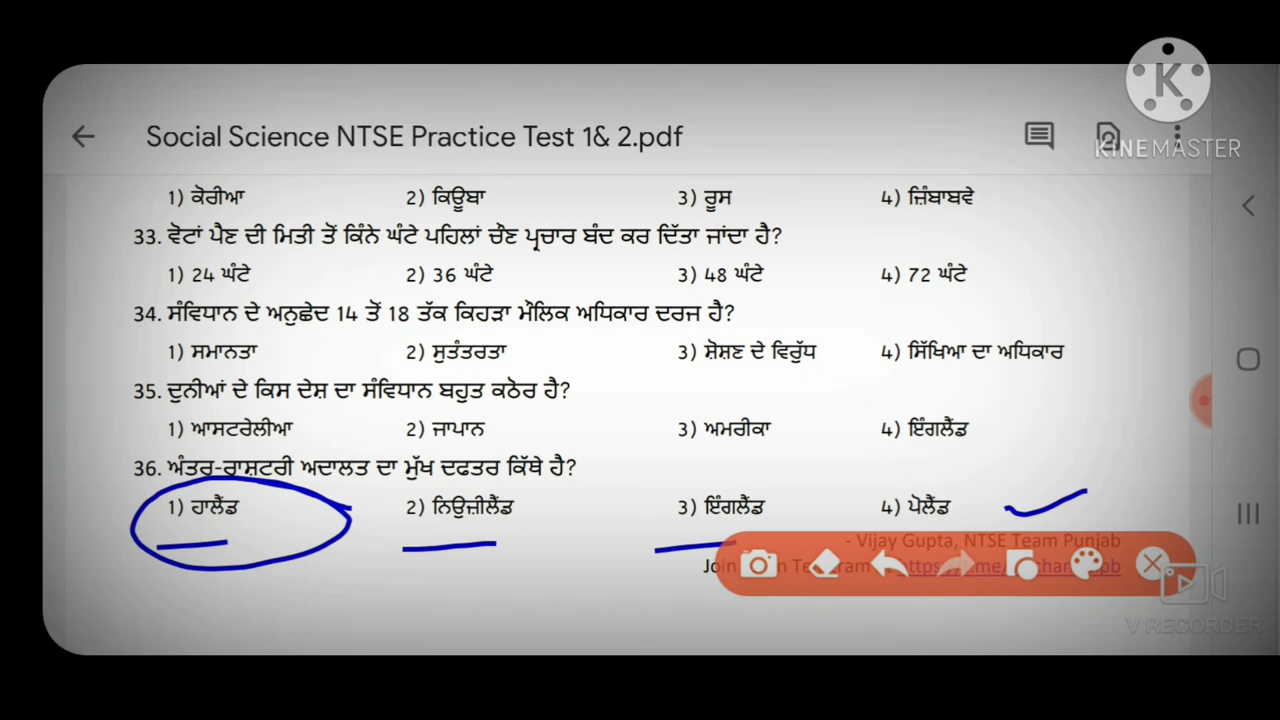 Social Science NTSE Practice Test 1& 2.pdf
KINEMASTER
1) ਕੋਰੀਆ 2) ਕਿਊਬਾ 3) ਰੂਸ 4) ਜ਼ਿੰਬਾਬਵੇ
33. ਵੋਟਾਂ ਪੈਣ ਦੀ ਮਿਤੀ ਤੋਂ ਕਿੰਨੇ ਘੰਟੇ ਪਹਿਲਾਂ ਚੋਣ ਪ੍ਰਚਾਰ ਬੰਦ ਕਰ ਦਿੱਤਾ ਜਾਂਦਾ ਹੈ?
1) 24 ਘੰਟੇ 2) 36 ਘੰਟੇ 3) 48 ਘੰਟੇ 4) 72 ਘੰਟੇ
34. ਸੰਵਿਧਾਨ ਦੇ ਅਨੁਛੇਦ 14 ਤੋਂ 18 ਤੱਕ ਕਿਹੜਾ ਮੌਲਿਕ ਅਧਿਕਾਰ ਦਰਜ ਹੈ?
1) ਸਮਾਨਤਾ 2) ਸੁਤੰਤਰਤਾ 3) ਸ਼ੋਸ਼ਣ ਦੇ ਵਿਰੁੱਧ 4) ਸਿੱਖਿਆ ਦਾ ਅਧਿਕਾਰ
35. ਦੁਨੀਆਂ ਦੇ ਕਿਸ ਦੇਸ਼ ਦਾ ਸੰਵਿਧਾਨ ਬਹੁਤ ਕਠੋਰ ਹੈ?
1) ਆਸਟਰੇਲੀਆ 2) ਜਾਪਾਨ 3) ਅਮਰੀਕਾ 4) ਇੰਗਲੈਂਡ
36. ਅੰਤਰ-ਰਾਸ਼ਟਰੀ ਅਦਾਲਤ ਦਾ ਮੁੱਖ ਦਫਤਰ ਕਿੱਥੇ ਹੈ?
1) ਹਾਲੈਂਡ 2) ਨਿਊਜ਼ੀਲੈਂਡ 3) ਇੰਗਲੈਂਡ 4) ਪੋਲੈਂਡ
- Vijay Gupta, NTSE Team Punjab
V RECORDER